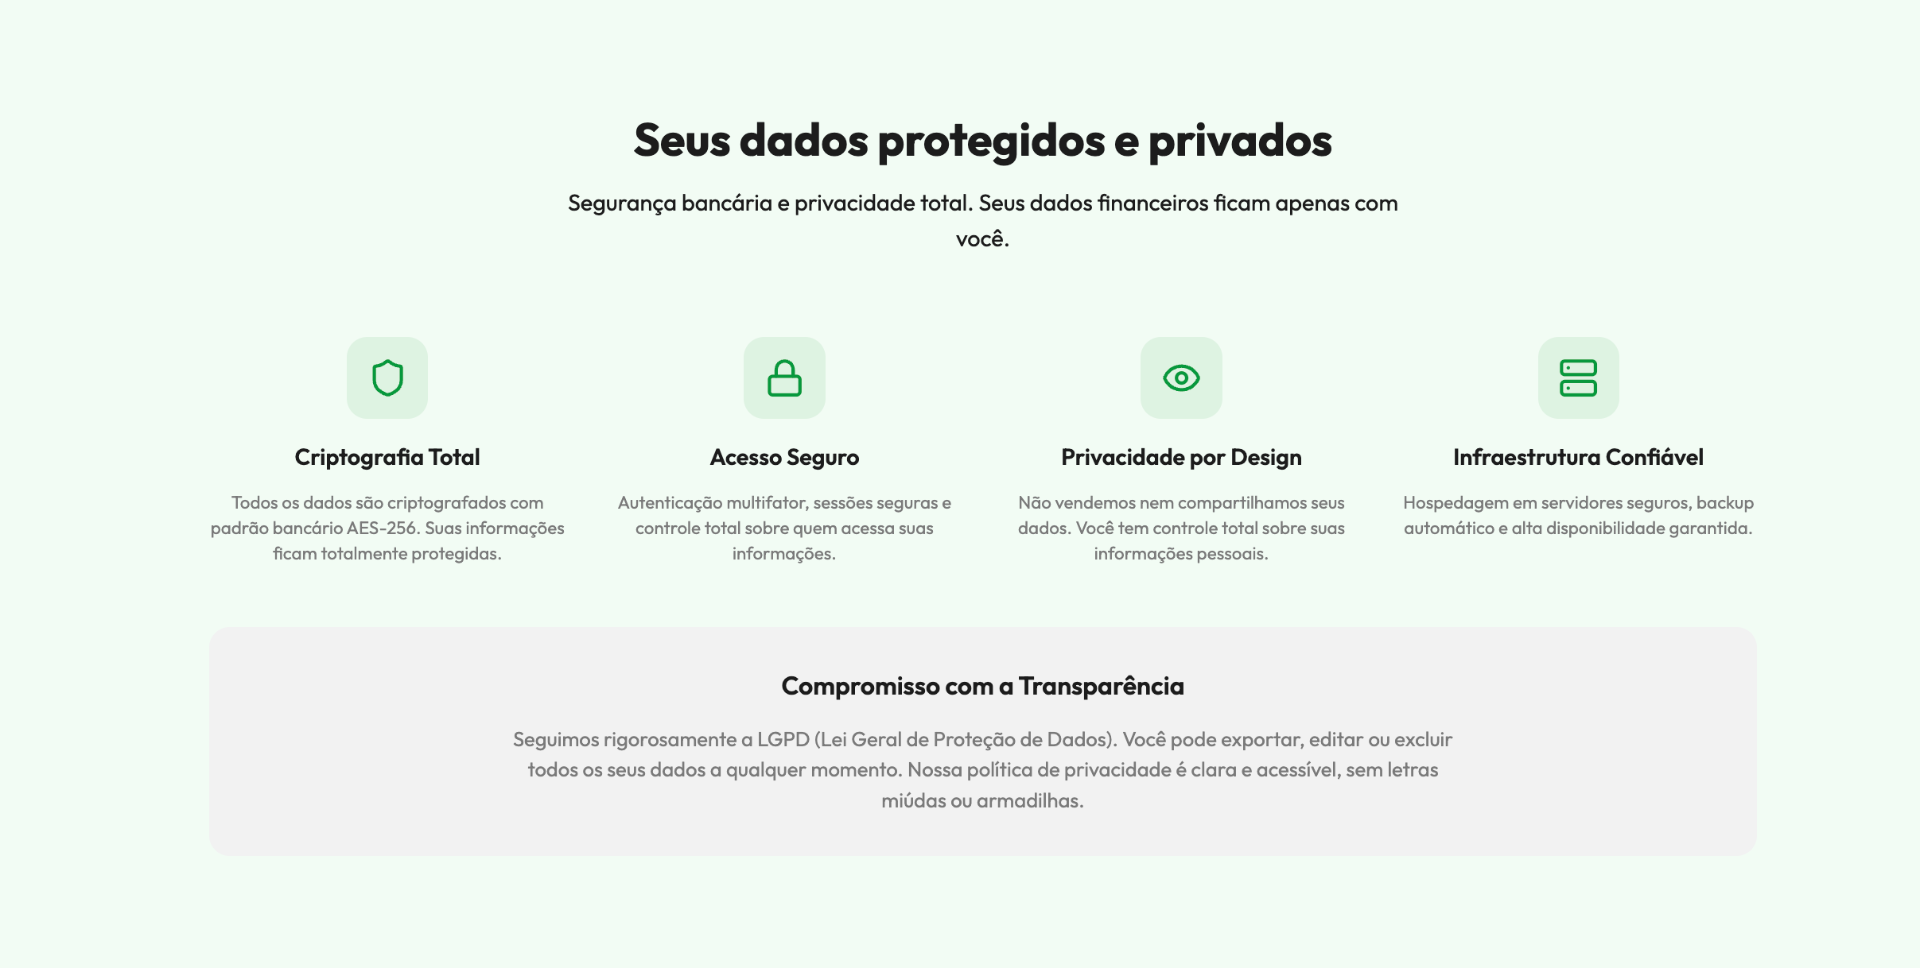 Seus dados protegidos e privados
Segurança bancária e privacidade total. Seus dados financeiros ficam apenas com
você.
Criptografia Total
Todos os dados são criptografados com
padrão bancário AES-256. Suas informações
ficam totalmente protegidas.
Acesso Seguro
Autenticação multifator, sessões seguras e
controle total sobre quem acessa suas
informações.
Privacidade por Design
Não vendemos nem compartilhamos seus
dados. Você tem controle total sobre suas
informações pessoais.
Infraestrutura Confiável
Hospedagem em servidores seguros, backup
automático e alta disponibilidade garantida.
Compromisso com a Transparência
Seguimos rigorosamente a LGPD (Lei Geral de Proteção de Dados). Você pode exportar, editar ou excluir
todos os seus dados a qualquer momento. Nossa política de privacidade é clara e acessível, sem letras
miúdas ou armadilhas.